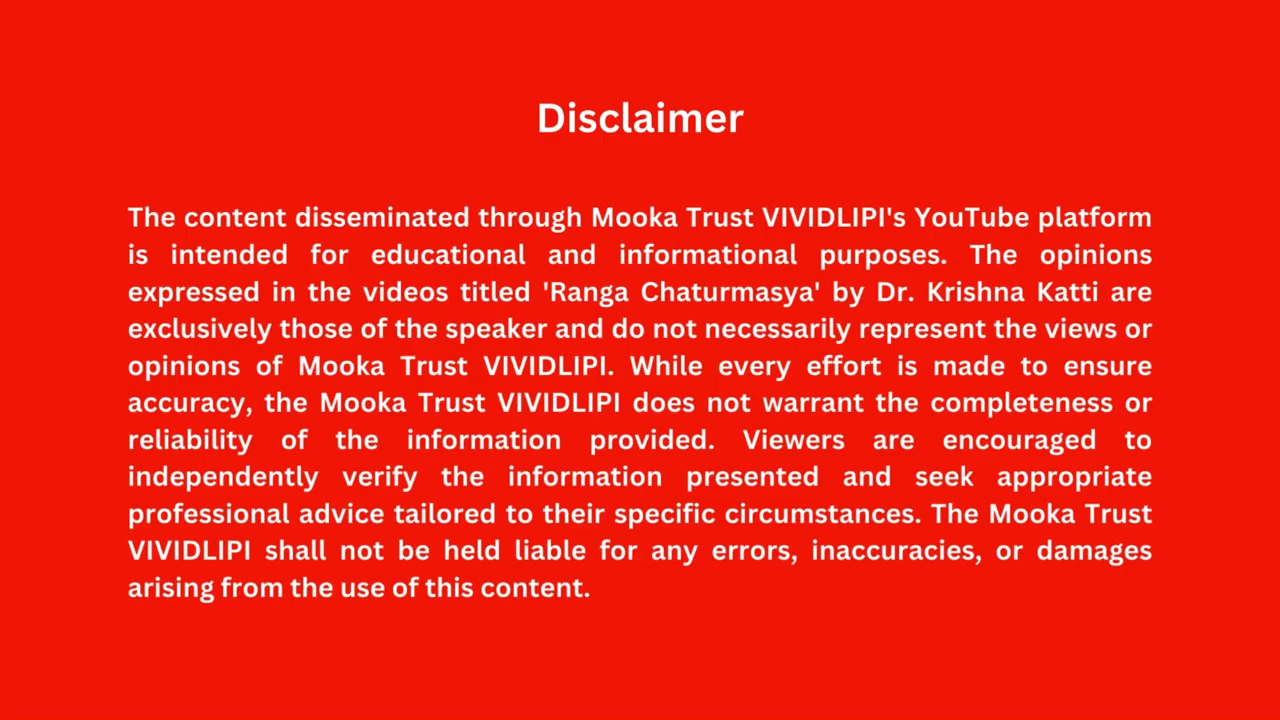 Disclaimer
The content disseminated through Mooka Trust VIVIDLIPI's YouTube platform
is intended for educational and informational purposes. The opinions
expressed in the videos titled 'Ranga Chaturmasya' by Dr. Krishna Katti are
exclusively those of the speaker and do not necessarily represent the views or
opinions of Mooka Trust VIVIDLIPI. While every effort is made to ensure
accuracy, the Mooka Trust VIVIDLIPI does not warrant the completeness or
reliability of the information provided. Viewers are encouraged to
independently verify the information presented and seek appropriate
professional advice tailored to their specific circumstances. The Mooka Trust
VIVIDLIPI shall not be held liable for any errors, inaccuracies, or damages
arising from the use of this content.